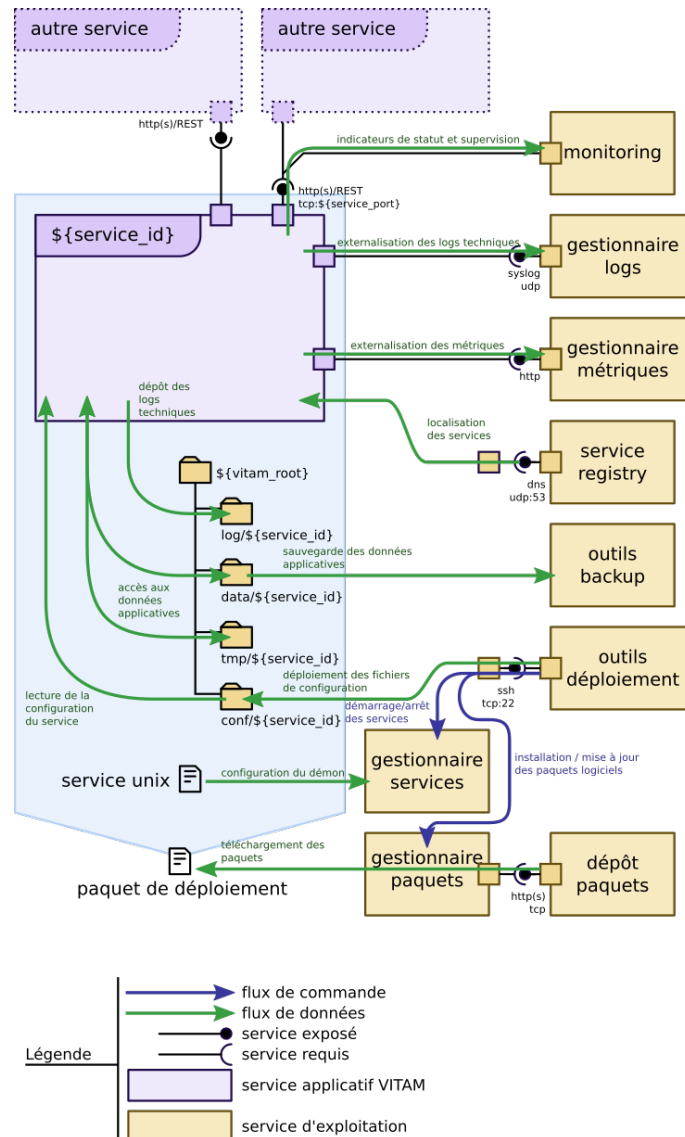 autre service
autre service
http(s)/REST
indicateurs de statut et supervision
monitoring
http(s)/REST
tcp:${service_port}
${service_id}
externalisation des logs techniques
gestionnaire
logs
syslog
udp
externalisation des métriques
gestionnaire
métriques
http
dépôt des
logs
techniques
localisation
des services
service
registry
dns
udp:53
${vitam_root}
log/${service_id}
sauvegarde des données
applicatives
outils
backup
data/${service_id}
accès aux
données
applicatives
tmp/${service_id}
déploiement des fichiers
de configuration
outils
déploiement
ssh
tcp:22
lecture de la
configuration
du service
conf/${service_id}
démarrage/arrêt
des services
gestionnaire
services
installation / mise à jour
des paquets logiciels
service unix
configuration du démon
téléchargement des
paquets
gestionnaire
paquets
dépôt
paquets
http(s)
tcp
paquet de déploiement
Légende
flux de commande
flux de données
service exposé
service requis
service applicatif VITAM
service d'exploitation